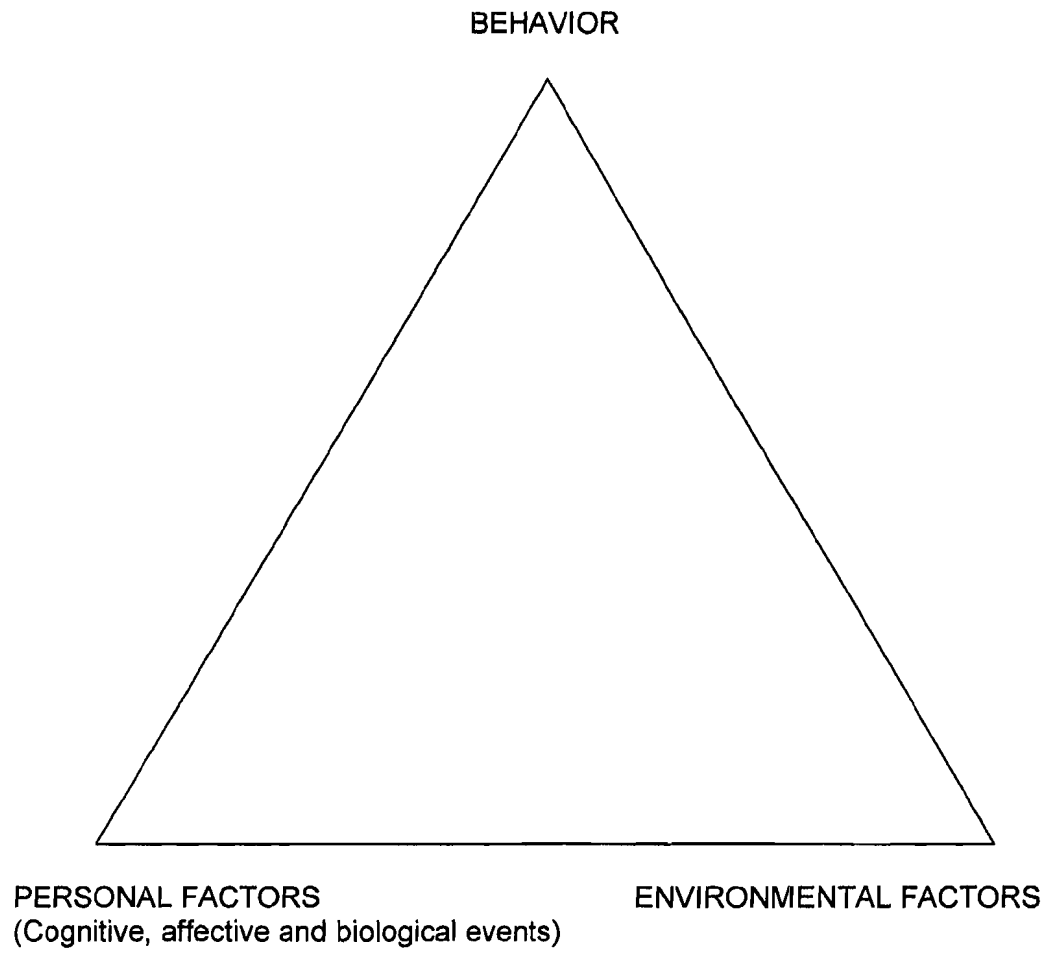 BEHAVIOR
PERSONAL FACTORS
ENVIRONMENTAL FACTORS
(Cognitive, affective and biological events)